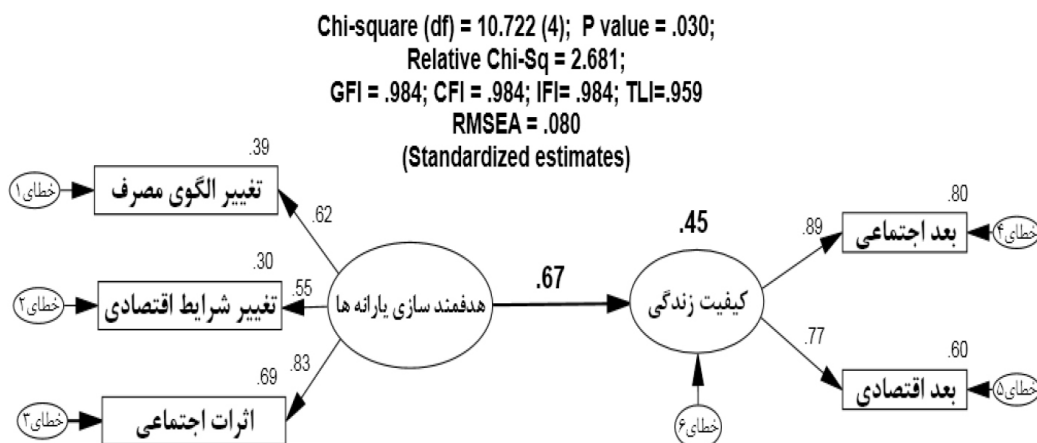 Chi-square (df) = 10.722 (4); P value = .030;
Relative Chi-Sq = 2.681;
GFI = .984; CFI = .984; IFI= .984; TLI=.959
RMSEA = .080
(Standardized estimates)
.39
خطای۱
تغییر الگوی مصرف
.62
.30
خطای۲
تغییر شرایط اقتصادی
.55
.69
خطای۳
اثرات اجتماعی
.83
هدفمند سازی یارانه ها
.67
.45
کیفیت زندگی
خطای۶
.89
.80
بعد اجتماعی
خطای۴
.77
.60
بعد اقتصادی
خطای۵